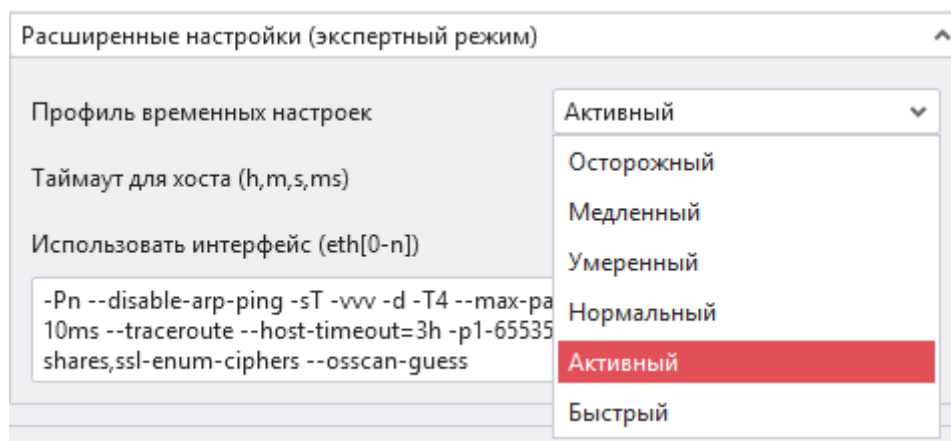 Расширенные настройки (экспертный режим)
Профиль временных настроек
Активный
Таймаут для хоста (h,m,s,ms)
Использовать интерфейс (eth[0-n])
-Pn --disable-arp-ping -sT -vvv -d -T4 --max-pa
10ms --traceroute --host-timeout=3h -p1-65535
shares,ssl-enum-ciphers --osscan-guess
Осторожный
Медленный
Умеренный
Нормальный
Активный
Быстрый